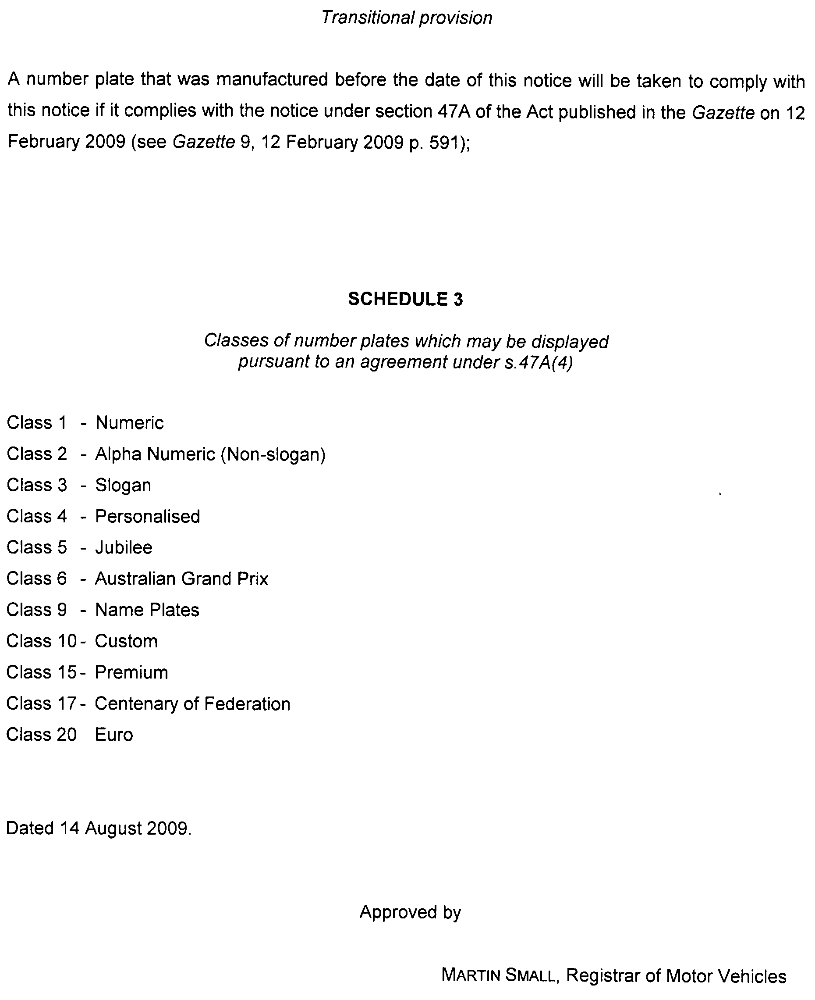 Transitional provision
A number plate that was manufactured before the date of this notice will be taken to comply with
this notice if it complies with the notice under section 47A of the Act published in the Gazette on 12
February 2009 (see Gazette 9, 12 February 2009 p. 591);
SCHEDULE 3
Classes of number plates which may be displayed
pursuant to an agreement under s.47A(4)
Class 1 - Numeric
Class 2 - Alpha Numeric (Non-slogan)
Class 3 - Slogan
Class 4 - Personalised
Class 5 - Jubilee
Class 6 - Australian Grand Prix
Class 9 - Name Plates
Class 10- Custom
Class 15- Premium
Class 17- Centenary of Federation
Class 20 Euro
Dated 14 August 2009.
Approved by
MARTIN SMALL, Registrar of Motor Vehicles